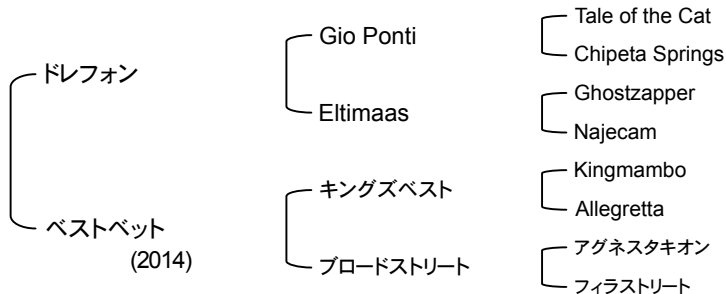 ドレフォン
ベストベット
(2014)
Gio Ponti
Eltimaas
キングズベスト
ブロードストリート
Tale of the Cat
Chipeta Springs
Ghostzapper
Najecam
Kingmambo
Allegretta
アグネスタキオン
フィラストリート